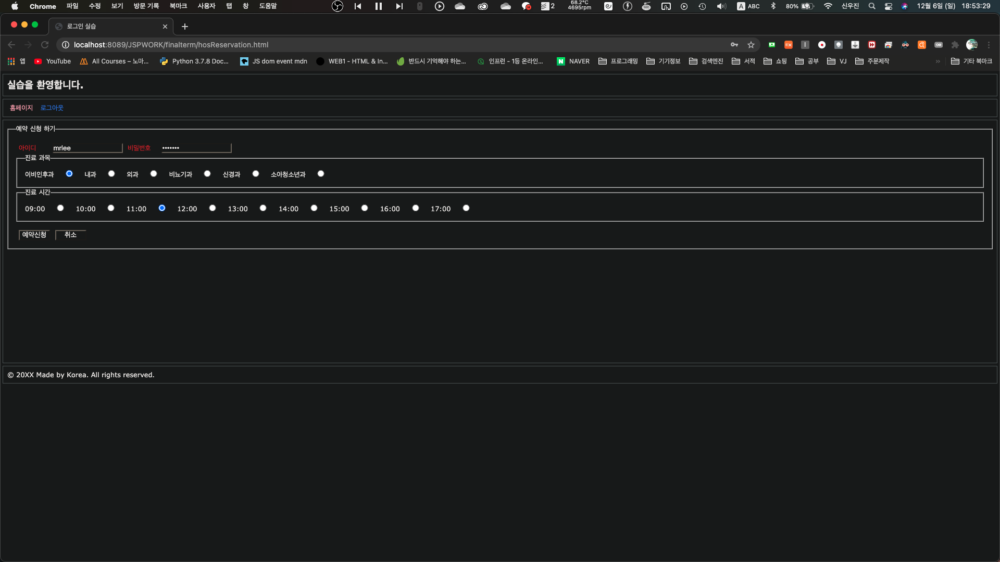 Chrome 파일 수정 보기 방문 기록 북마크 사용자 탭 창 도움말 2 68.2°C 4695rpm A ABC 80% 신우진 12월 6일 (일) 18:53:29
로그인 실습
localhost:8089/JSPWORK/finalterm/hosReservation.html
앱 YouTube All Courses – 노마... Python 3.7.8 Doc... JS dom event mdn WEB1 - HTML & In... 반드시 기억해야 하는... 인프런 - 1등 온라인... N NAVER 프로그래밍 기기정보 검색엔진 서적 쇼핑 공부 VJ 주문제작 » 기타 북마크
실습을 환영합니다.
홈페이지 로그아웃
예약 신청 하기
아이디 mrlee 비밀번호 •••••••
진료 과목
이비인후과 내과 외과 비뇨기과 신경과 소아청소년과
진료 시간
09:00 10:00 11:00 12:00 13:00 14:00 15:00 16:00 17:00
예약신청 취소
© 20XX Made by Korea. All rights reserved.